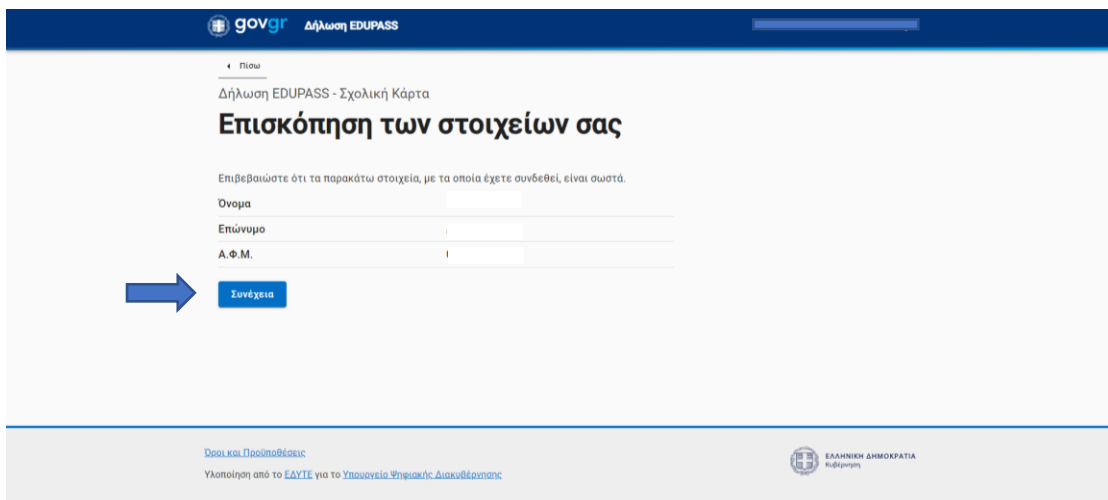 govgr Δήλωση EDUPASS
Πίσω
Δήλωση EDUPASS - Σχολική Κάρτα
Επισκόπηση των στοιχείων σας
Επιβεβαιώστε ότι τα παρακάτω στοιχεία, με τα οποία έχετε συνδεθεί, είναι σωστά.
Όνομα
Επώνυμο
Α.Φ.Μ.
Συνέχεια
Όροι και Προϋποθέσεις
Υλοποίηση από το ΕΔΥΤΕ για το Υπουργείο Ψηφιακής Διακυβέρνησης
ΕΛΛΗΝΙΚΗ ΔΗΜΟΚΡΑΤΙΑ
Κυβέρνηση